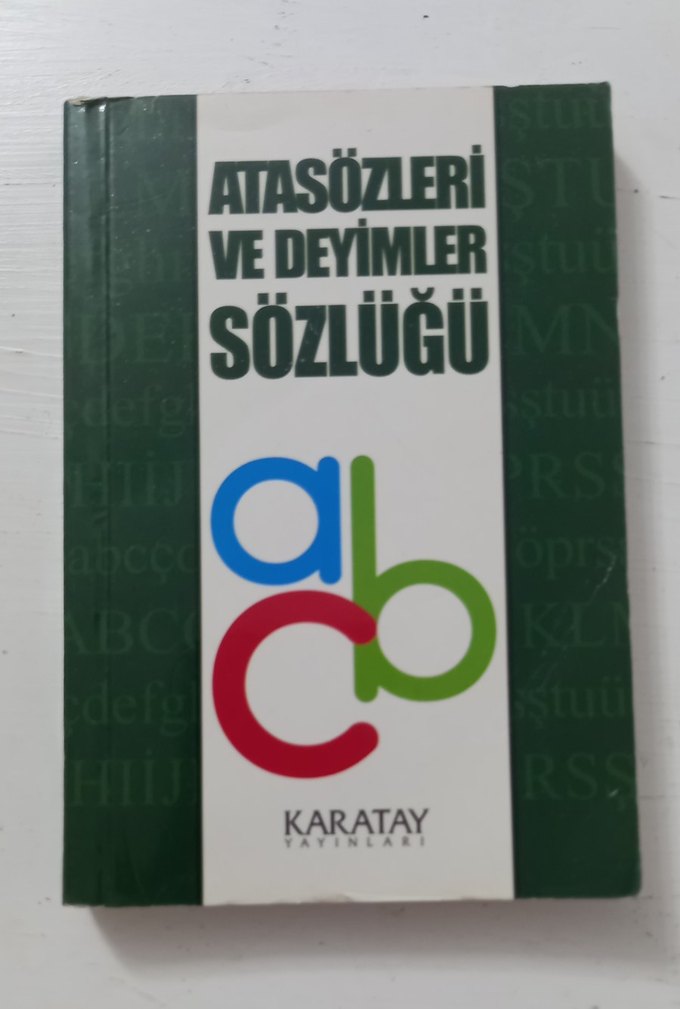 ATASÖZLERİ
VE DEYİMLER
SÖZLÜĞÜ
abc
KARATAY
YAYINLARI